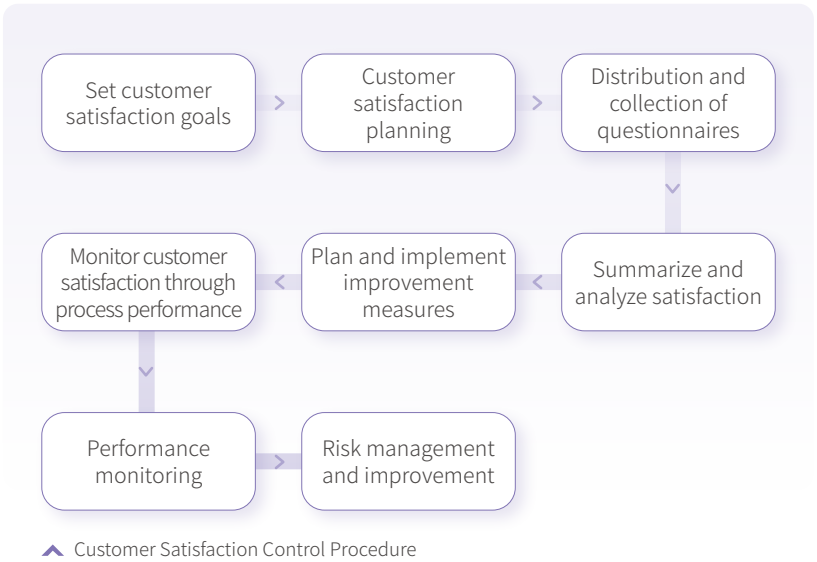 Set customer
satisfaction goals
Customer
satisfaction
planning
Distribution and
collection of
questionnaires
Summarize and
analyze satisfaction
Plan and implement
improvement
measures
Monitor customer
satisfaction through
process performance
Performance
monitoring
Risk management
and improvement
Customer Satisfaction Control Procedure